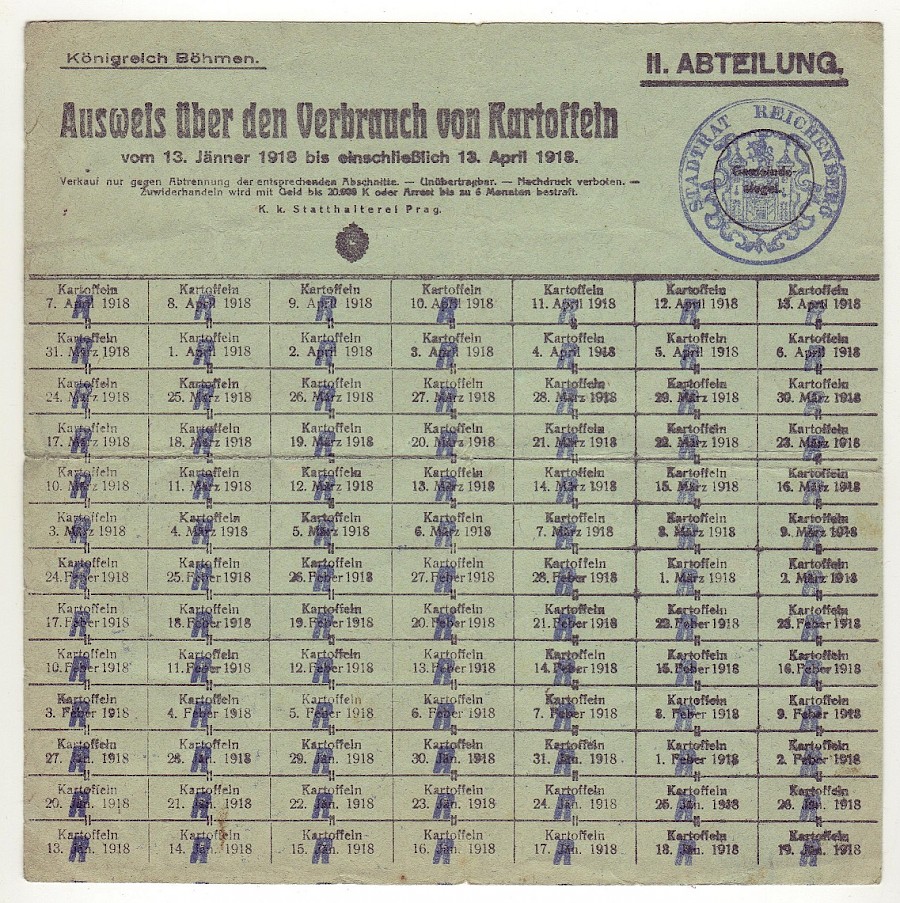 Königreich Böhmen.
II. ABTEILUNG.
Ausweis über den Verbrauch von Kartoffeln
vom 13. Jänner 1918 bis einschließlich 13. April 1918.
Verkauf nur gegen Abtrennung der entsprechenden Abschnitte. — Unübertragbar. — Nachdruck verboten. —
Zuwiderhandeln wird mit Geld bis 20.000 K oder Arrest bis zu 6 Monaten bestraft.
K. k. Statthalterei Prag.
STADTRAT REICHENBERG
Gemeinde-
siegel.
Kartoffeln Kartoffeln Kartoffeln Kartoffeln Kartoffeln Kartoffeln Kartoffeln
7. April 1918 8. April 1918 9. April 1918 10. April 1918 11. April 1918 12. April 1918 13. April 1918
R R R R R R R
Kartoffeln Kartoffeln Kartoffeln Kartoffeln Kartoffeln Kartoffeln Kartoffeln
31. März 1918 1. April 1918 2. April 1918 3. April 1918 4. April 1918 5. April 1918 6. April 1918
R R R R R R R
Kartoffeln Kartoffeln Kartoffeln Kartoffeln Kartoffeln Kartoffeln Kartoffeln
24. März 1918 25. März 1918 26. März 1918 27. März 1918 28. März 1918 29. März 1918 30. März 1918
R R R R R R R
Kartoffeln Kartoffeln Kartoffeln Kartoffeln Kartoffeln Kartoffeln Kartoffeln
17. März 1918 18. März 1918 19. März 1918 20. März 1918 21. März 1918 22. März 1918 23. März 1918
R R R R R R R
Kartoffeln Kartoffeln Kartoffeln Kartoffeln Kartoffeln Kartoffeln Kartoffeln
10. März 1918 11. März 1918 12. März 1918 13. März 1918 14. März 1918 15. März 1918 16. März 1918
R R R R R R R
Kartoffeln Kartoffeln Kartoffeln Kartoffeln Kartoffeln Kartoffeln Kartoffeln
3. März 1918 4. März 1918 5. März 1918 6. März 1918 7. März 1918 8. März 1918 9. März 1918
R R R R R R R
Kartoffeln Kartoffeln Kartoffeln Kartoffeln Kartoffeln Kartoffeln Kartoffeln
24. Feber 1918 25. Feber 1918 26. Feber 1918 27. Feber 1918 28. Feber 1918 1. März 1918 2. März 1918
R R R R R R R
Kartoffeln Kartoffeln Kartoffeln Kartoffeln Kartoffeln Kartoffeln Kartoffeln
17. Feber 1918 18. Feber 1918 19. Feber 1918 20. Feber 1918 21. Feber 1918 22. Feber 1918 23. Feber 1918
R R R R R R R
Kartoffeln Kartoffeln Kartoffeln Kartoffeln Kartoffeln Kartoffeln Kartoffeln
10. Feber 1918 11. Feber 1918 12. Feber 1918 13. Feber 1918 14. Feber 1918 15. Feber 1918 16. Feber 1918
R R R R R R R
Kartoffeln Kartoffeln Kartoffeln Kartoffeln Kartoffeln Kartoffeln Kartoffeln
3. Feber 1918 4. Feber 1918 5. Feber 1918 6. Feber 1918 7. Feber 1918 8. Feber 1918 9. Feber 1918
R R R R R R R
Kartoffeln Kartoffeln Kartoffeln Kartoffeln Kartoffeln Kartoffeln Kartoffeln
27. Jän. 1918 28. Jän. 1918 29. Jän. 1918 30. Jän. 1918 31. Jän. 1918 1. Feber 1918 2. Feber 1918
R R R R R R R
Kartoffeln Kartoffeln Kartoffeln Kartoffeln Kartoffeln Kartoffeln Kartoffeln
20. Jän. 1918 21. Jän. 1918 22. Jän. 1918 23. Jän. 1918 24. Jän. 1918 25. Jän. 1918 26. Jän. 1918
R R R R R R R
Kartoffeln Kartoffeln Kartoffeln Kartoffeln Kartoffeln Kartoffeln Kartoffeln
13. Jän. 1918 14. Jän. 1918 15. Jän. 1918 16. Jän. 1918 17. Jän. 1918 18. Jän. 1918 19. Jän. 1918
R R R R R R R